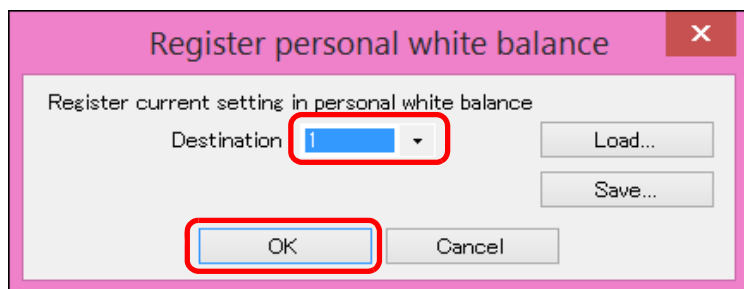 Register personal white balance
Register current setting in personal white balance
Destination 1 Load...
Save...
OK Cancel